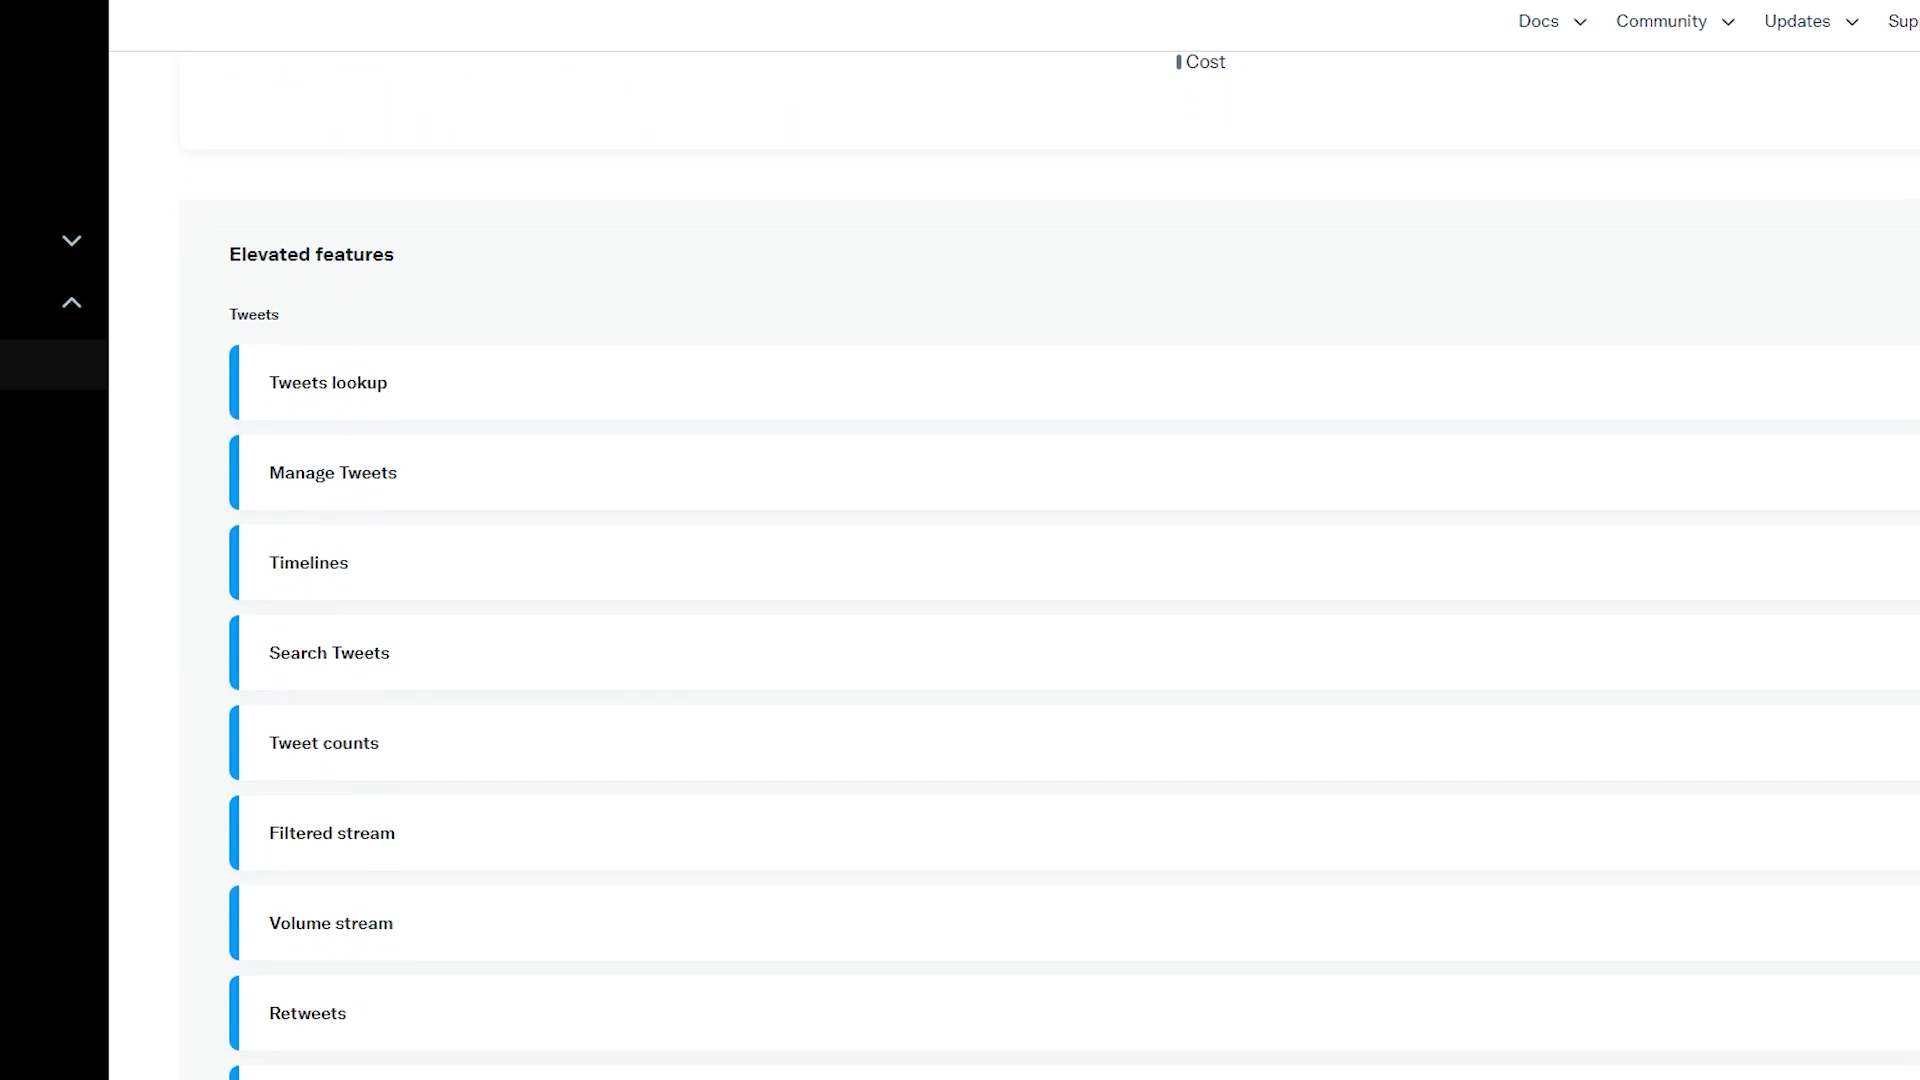 Docs Community Updates
Cost
Elevated features
Tweets
Tweets lookup
Manage Tweets
Timelines
Search Tweets
Tweet counts
Filtered stream
Volume stream
Retweets